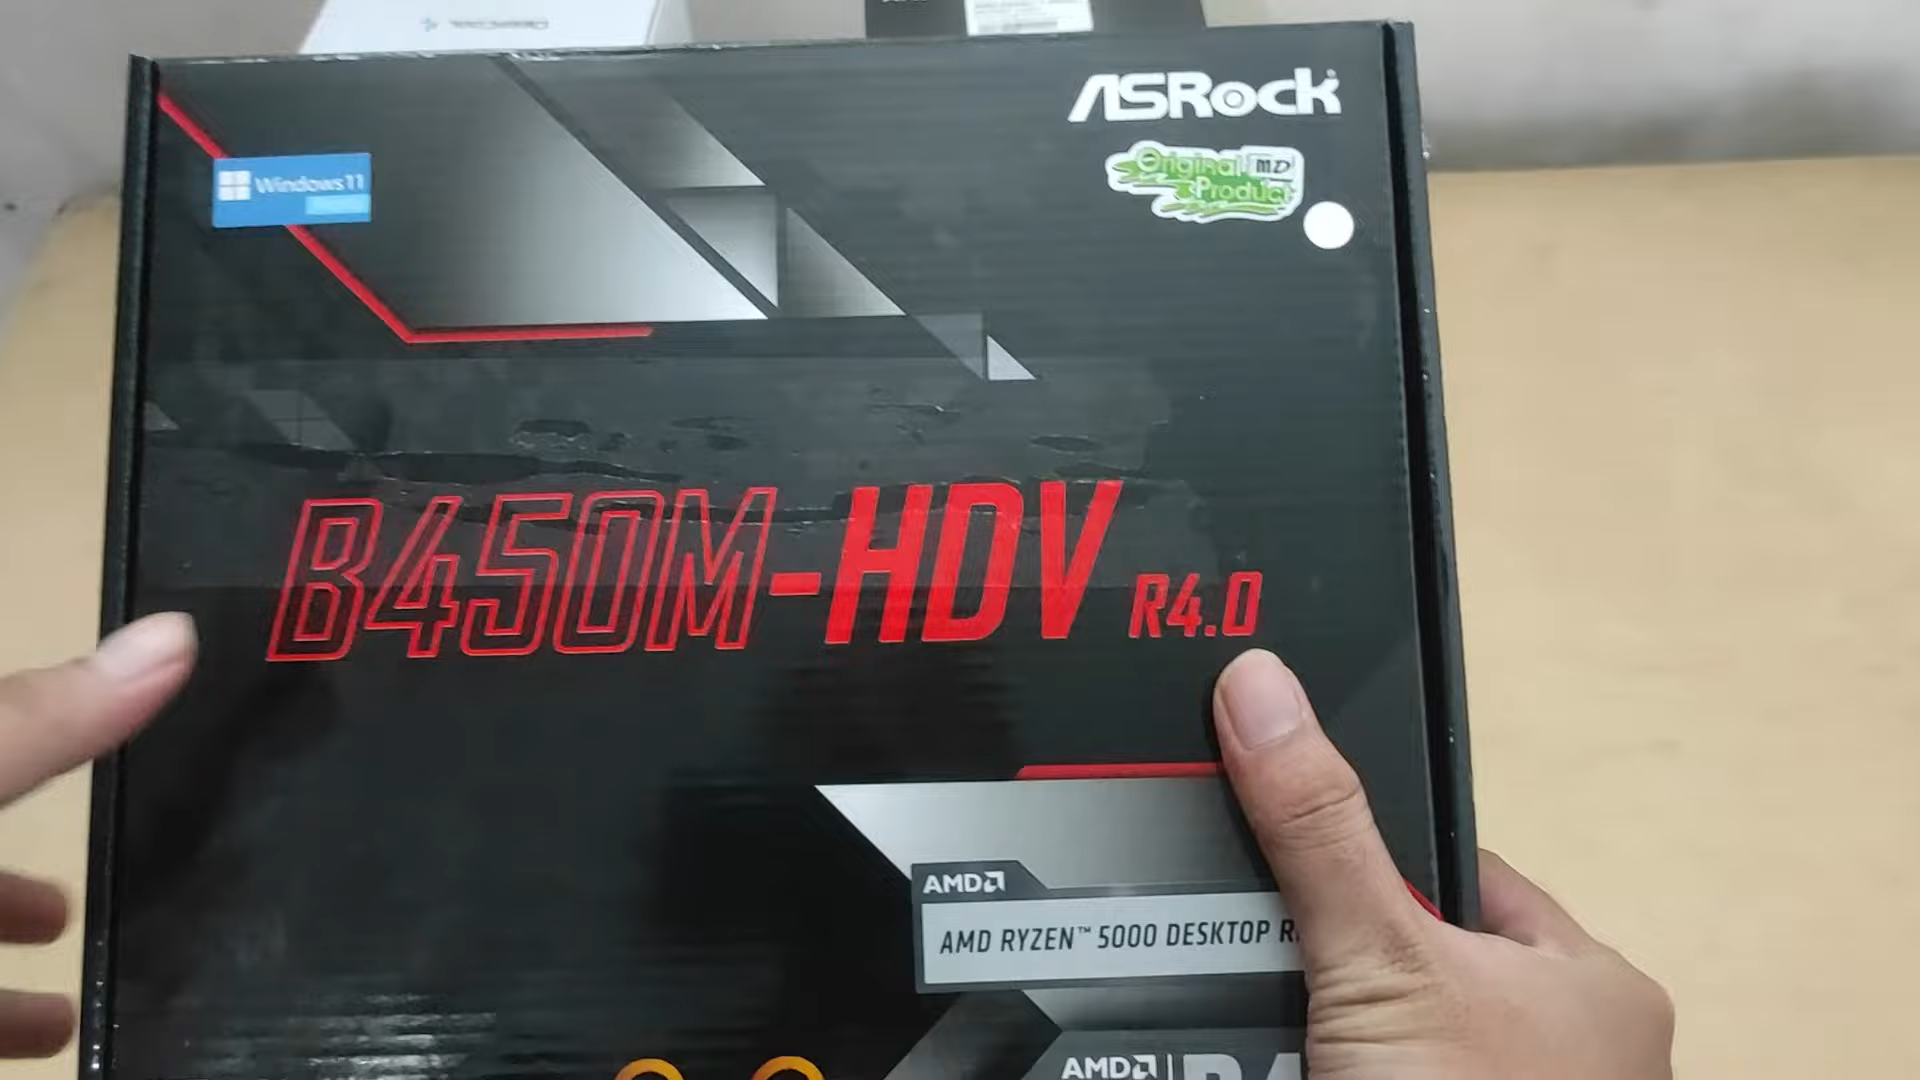 ASRock
Original MD
Product
Windows 11
B450M-HDV R4.0
AMD
AMD RYZEN™ 5000 DESKTOP
AMD